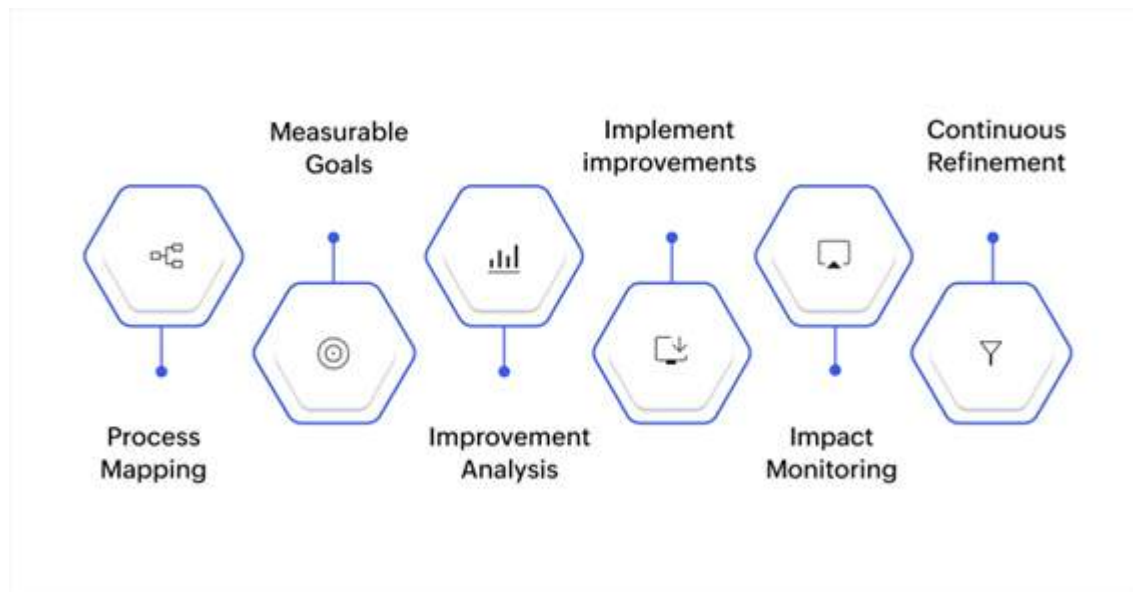 Process
Mapping
Measurable
Goals
Improvement
Analysis
Implement
improvements
Impact
Monitoring
Continuous
Refinement